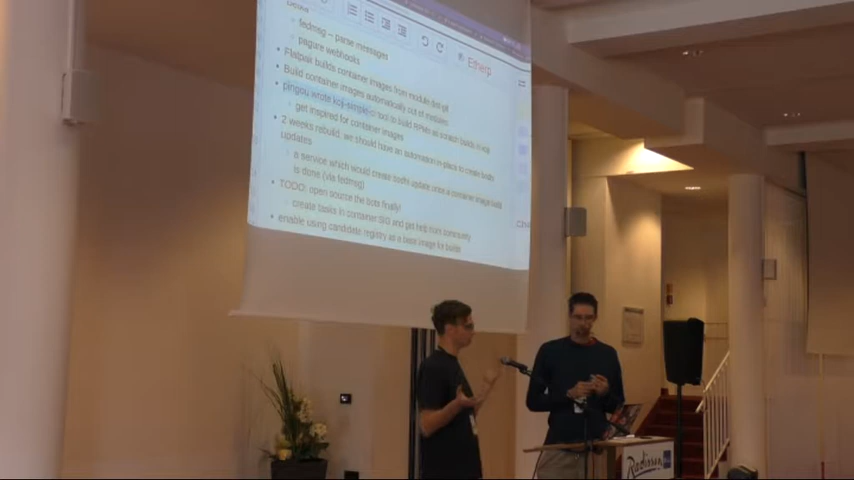 fedmsg – parse messages
pagure webhooks
Flatpak builds container images from module dist-git
Build container images automatically out of modules
pingou wrote koji-simple-ci tool to build RPMs as scratch builds in koji
get inspired for container images
2 weeks rebuild, we should have an automation in place to create bodhi
updates
a service which would create bodhi update once a container image build
is done (via fedmsg)
TODO: open source the bots finally!
create tasks in container SIG and get help from community
enable using candidate registry as a base image for builds
Etherp
Radisson